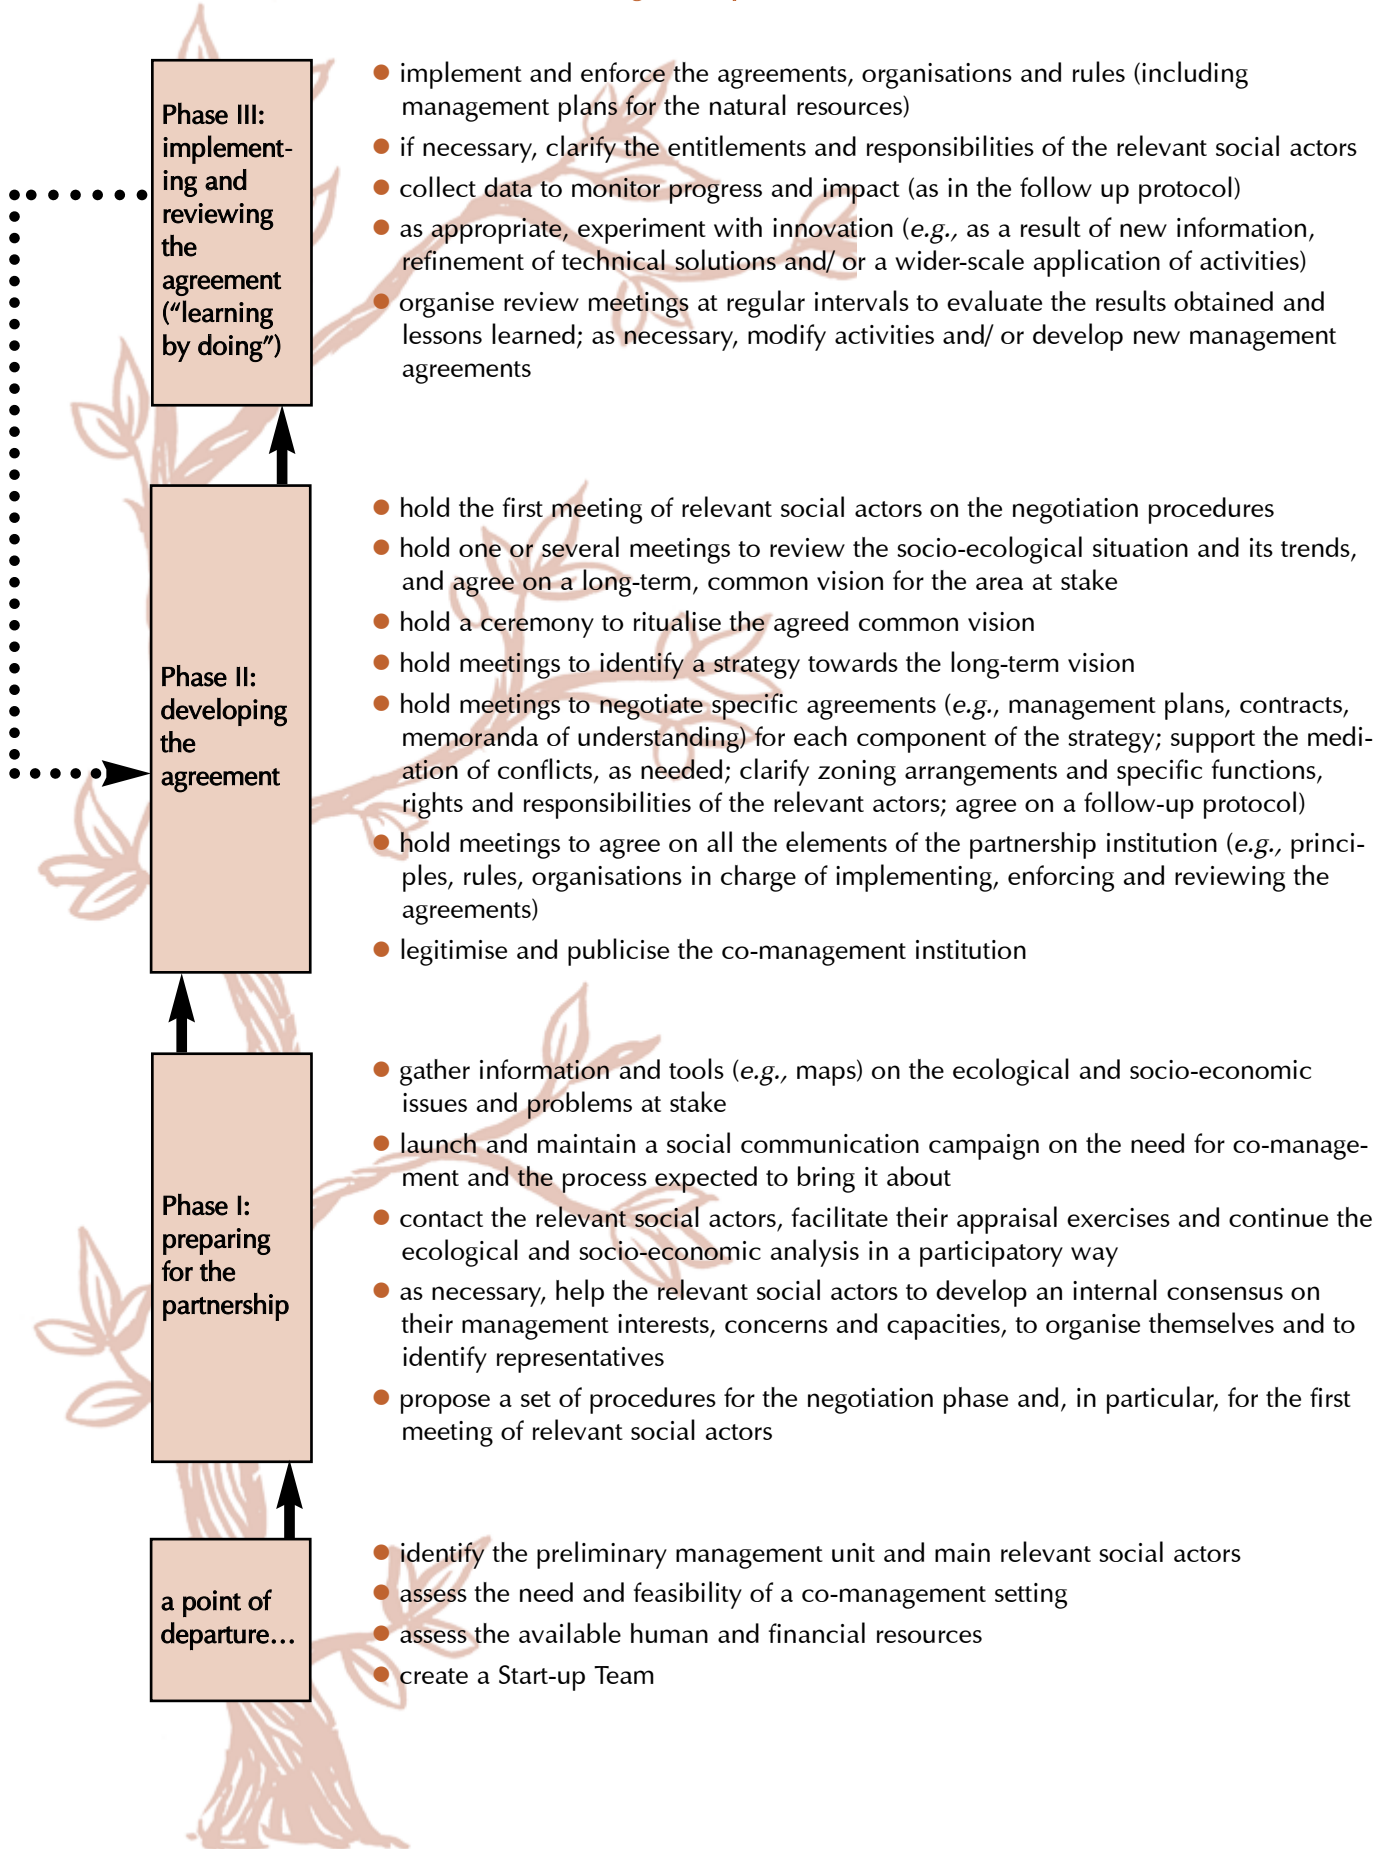 Phase III:
implement-
ing and
reviewing
the
agreement
(“learning
by doing”)
● implement and enforce the agreements, organisations and rules (including
management plans for the natural resources)
● if necessary, clarify the entitlements and responsibilities of the relevant social actors
● collect data to monitor progress and impact (as in the follow up protocol)
● as appropriate, experiment with innovation (e.g., as a result of new information,
refinement of technical solutions and/ or a wider-scale application of activities)
● organise review meetings at regular intervals to evaluate the results obtained and
lessons learned; as necessary, modify activities and/ or develop new management
agreements
Phase II:
developing
the
agreement
● hold the first meeting of relevant social actors on the negotiation procedures
● hold one or several meetings to review the socio-ecological situation and its trends,
and agree on a long-term, common vision for the area at stake
● hold a ceremony to ritualise the agreed common vision
● hold meetings to identify a strategy towards the long-term vision
● hold meetings to negotiate specific agreements (e.g., management plans, contracts,
memoranda of understanding) for each component of the strategy; support the medi-
ation of conflicts, as needed; clarify zoning arrangements and specific functions,
rights and responsibilities of the relevant actors; agree on a follow-up protocol)
● hold meetings to agree on all the elements of the partnership institution (e.g., princi-
ples, rules, organisations in charge of implementing, enforcing and reviewing the
agreements)
● legitimise and publicise the co-management institution
Phase I:
preparing
for the
partnership
● gather information and tools (e.g., maps) on the ecological and socio-economic
issues and problems at stake
● launch and maintain a social communication campaign on the need for co-manage-
ment and the process expected to bring it about
● contact the relevant social actors, facilitate their appraisal exercises and continue the
ecological and socio-economic analysis in a participatory way
● as necessary, help the relevant social actors to develop an internal consensus on
their management interests, concerns and capacities, to organise themselves and to
identify representatives
● propose a set of procedures for the negotiation phase and, in particular, for the first
meeting of relevant social actors
a point of
departure…
● identify the preliminary management unit and main relevant social actors
● assess the need and feasibility of a co-management setting
● assess the available human and financial resources
● create a Start-up Team